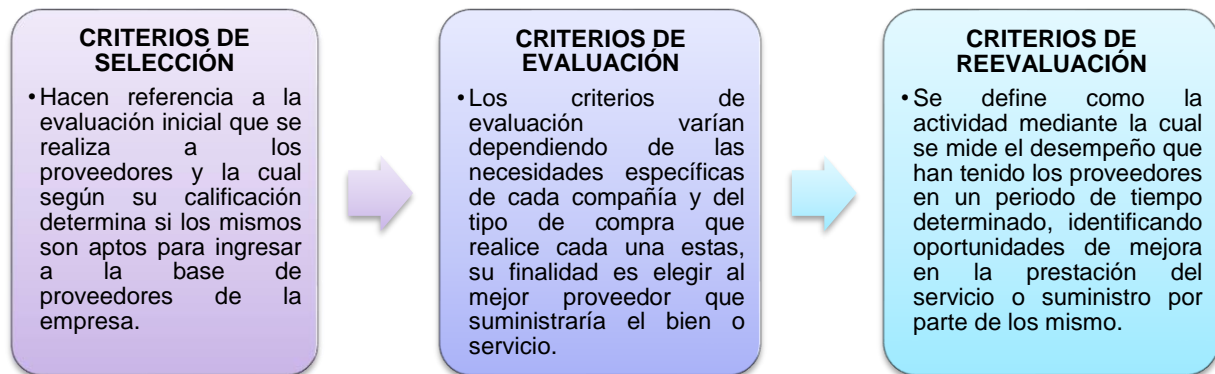 CRITERIOS DE
SELECCIÓN
•Hacen referencia a la
evaluación inicial que se
realiza a los
proveedores y la cual
según su calificación
determina si los mismos
son aptos para ingresar
a la base de
proveedores de la
empresa.
CRITERIOS DE
EVALUACIÓN
•Los criterios de
evaluación varían
dependiendo de las
necesidades específicas
de cada compañía y del
tipo de compra que
realice cada una estas,
su finalidad es elegir al
mejor proveedor que
suministraría el bien o
servicio.
CRITERIOS DE
REEVALUACIÓN
•Se define como la
actividad mediante la cual
se mide el desempeño que
han tenido los proveedores
en un periodo de tiempo
determinado, identificando
oportunidades de mejora
en la prestación del
servicio o suministro por
parte de los mismo.